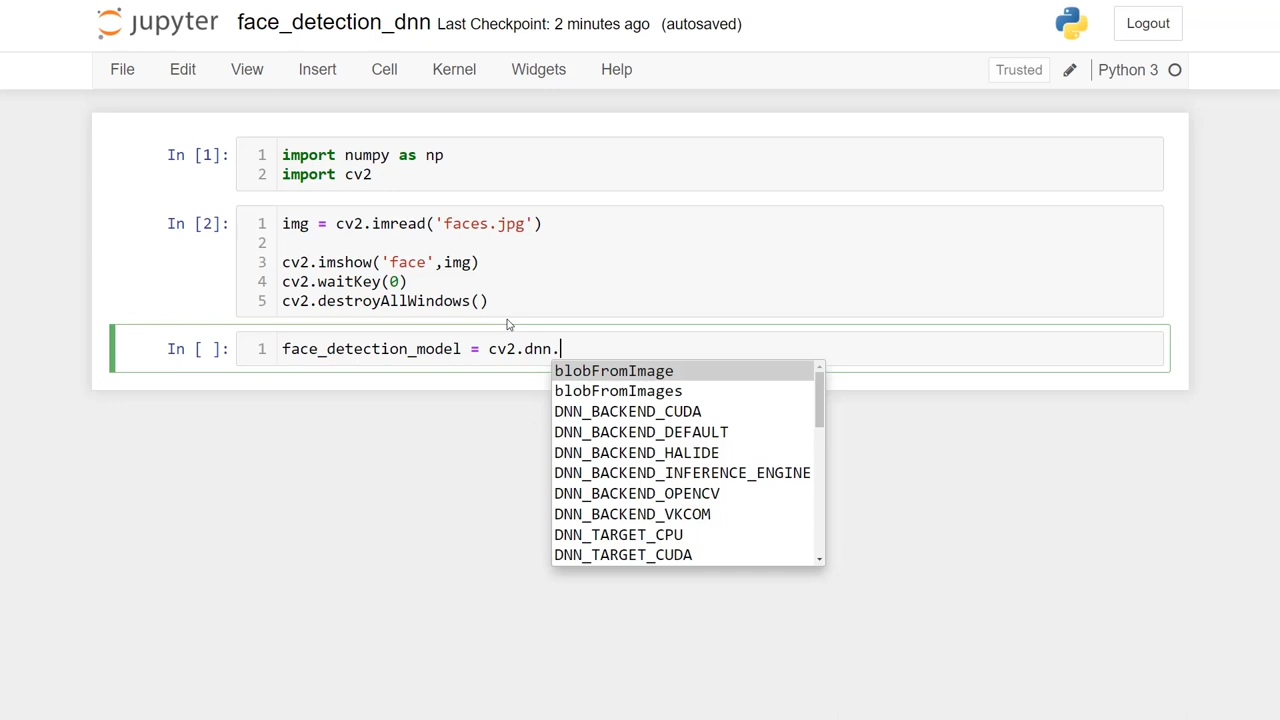 jupyter face_detection_dnn Last Checkpoint: 2 minutes ago (autosaved) Logout
File Edit View Insert Cell Kernel Widgets Help Trusted Python 3
In [1]: 1 import numpy as np
2 import cv2
In [2]: 1 img = cv2.imread('faces.jpg')
2
3 cv2.imshow('face',img)
4 cv2.waitKey(0)
5 cv2.destroyAllWindows()
In [ ]: 1 face_detection_model = cv2.dnn.
blobFromImage
blobFromImages
DNN_BACKEND_CUDA
DNN_BACKEND_DEFAULT
DNN_BACKEND_HALIDE
DNN_BACKEND_INFERENCE_ENGINE
DNN_BACKEND_OPENCV
DNN_BACKEND_VKCOM
DNN_TARGET_CPU
DNN_TARGET_CUDA